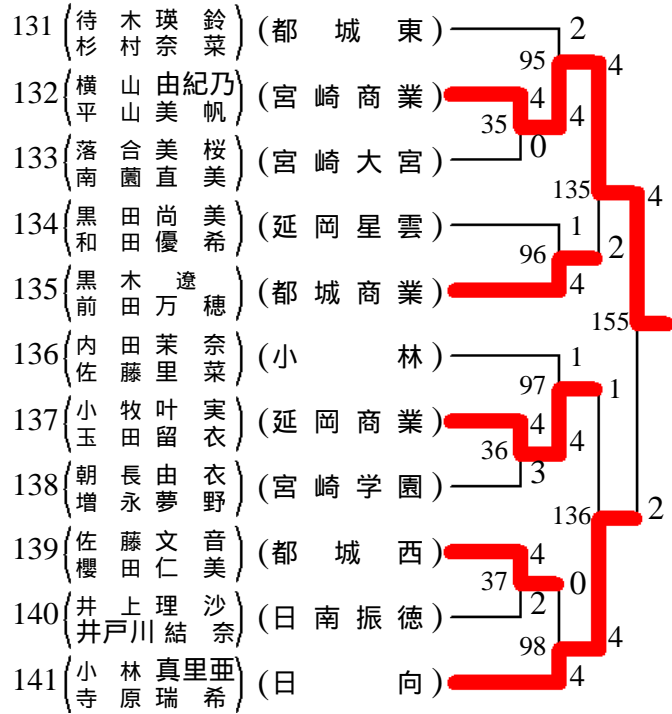 131 待木瑛鈴 (都城東) 2
杉村奈菜
95 4
132 横山由紀乃 (宮崎商業) 4 4
平山美帆
35 0
133 落合美桜 (宮崎大宮)
南薗直美
135 4
134 黒田尚美 (延岡星雲) 1
和田優希
96 2
135 黒木遼 (都城商業) 4
前田万穂
155
136 内田茉奈 (小林) 1
佐藤里菜
97 1
137 小牧叶実 (延岡商業) 4 4
玉田留衣
36 3
138 朝長由衣 (宮崎学園)
増永夢野
136 2
139 佐藤文音 (都城西) 4
櫻田仁美
37 0
140 井上理沙 (日南振徳) 2
井戸川結奈
98 4
141 小林真里亜 (日向) 4
寺原瑞希